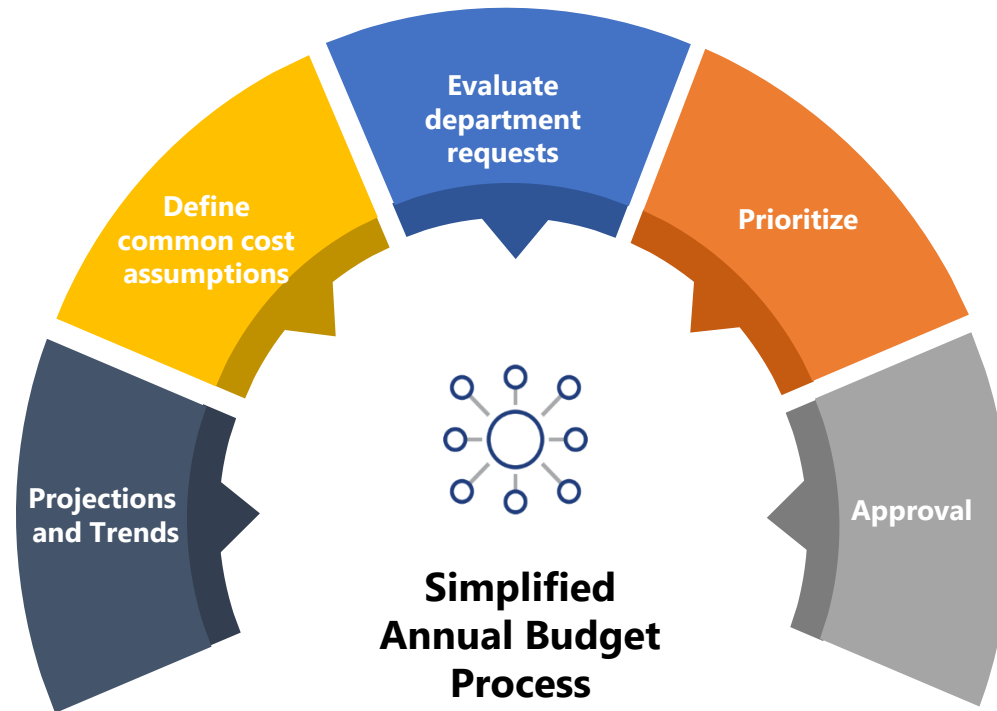 Projections
and Trends
Define
common cost
assumptions
Evaluate
department
requests
Prioritize
Approval
Simplified
Annual Budget
Process